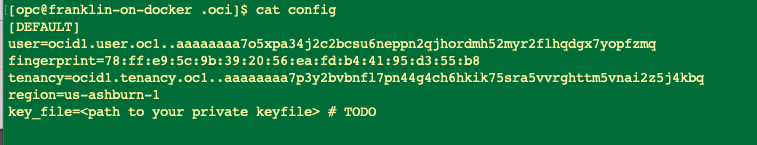 [opc@franklin-on-docker .oci]$ cat config
[DEFAULT]
user=ocid1.user.oc1..aaaaaaaa7o5xpa34j2c2bcsu6neppn2qjhordmh52myr2flhqdgx7yopfzmq
fingerprint=78:ff:e9:5c:9b:39:20:56:ea:fd:b4:41:95:d3:55:b8
tenancy=ocid1.tenancy.oc1..aaaaaaaa7p3y2bvbnfl7pn44g4ch6hkik75sra5vvrghttm5vnai2z5j4kbq
region=us-ashburn-1
key_file=<path to your private keyfile> # TODO